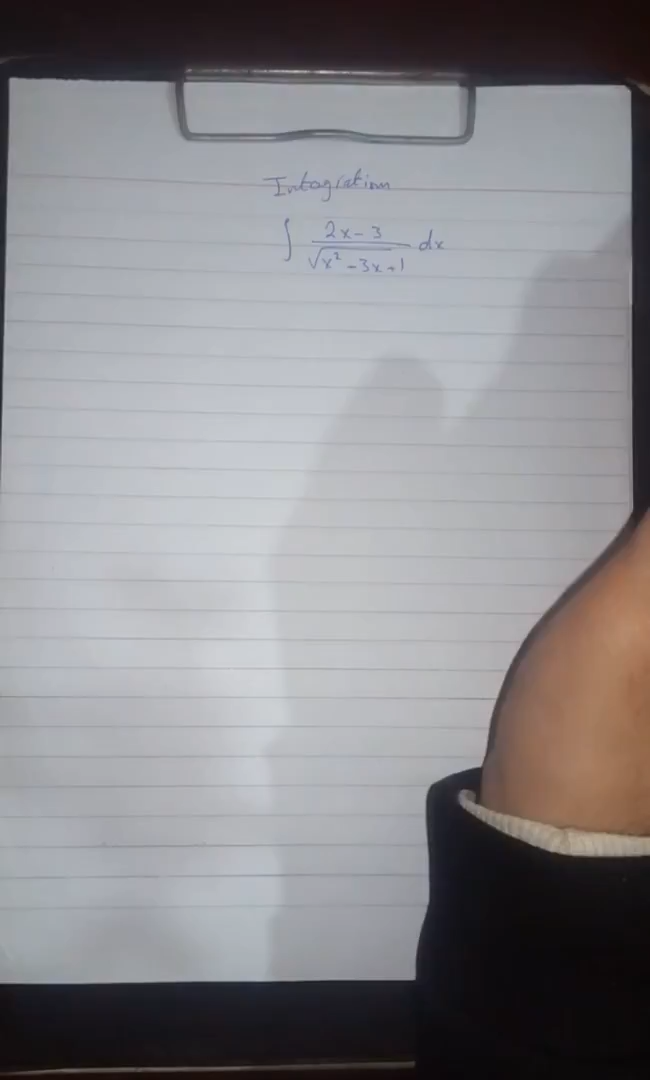 Integration
∫ 2x-3 / √x² -3x+1 dx